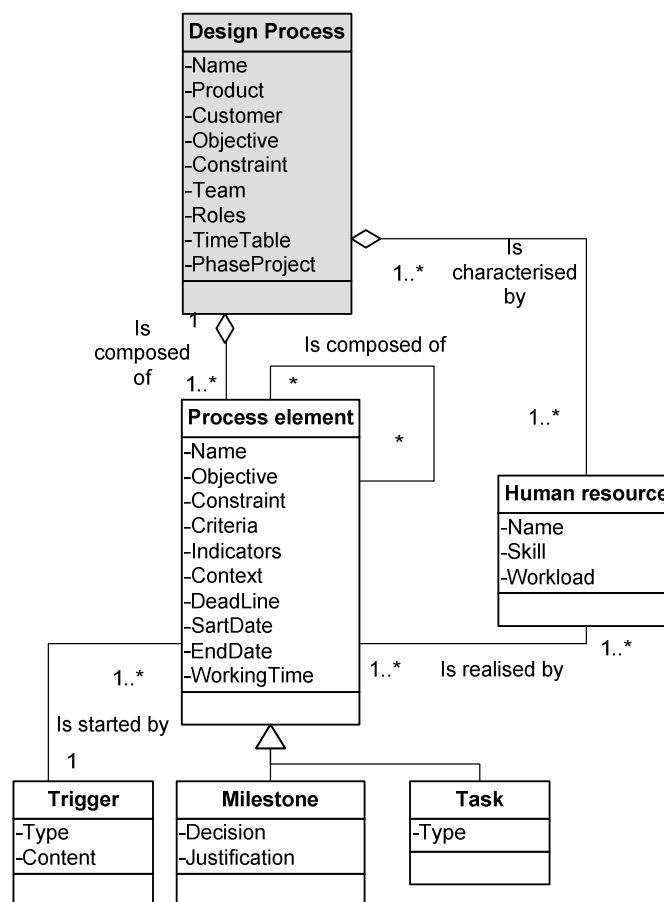 Design Process
-Name
-Product
-Customer
-Objective
-Constraint
-Team
-Roles
-TimeTable
-PhaseProject
1..*
Is
characterised
by
1
Is
composed
of
1..*
Is composed of
*
*
1..*
Process element
-Name
-Objective
-Constraint
-Criteria
-Indicators
-Context
-DeadLine
-SartDate
-EndDate
-WorkingTime
Human resource
-Name
-Skill
-Workload
1..*
1..*
Is realised by
1..*
Is started by
1
Trigger
-Type
-Content
Milestone
-Decision
-Justification
Task
-Type